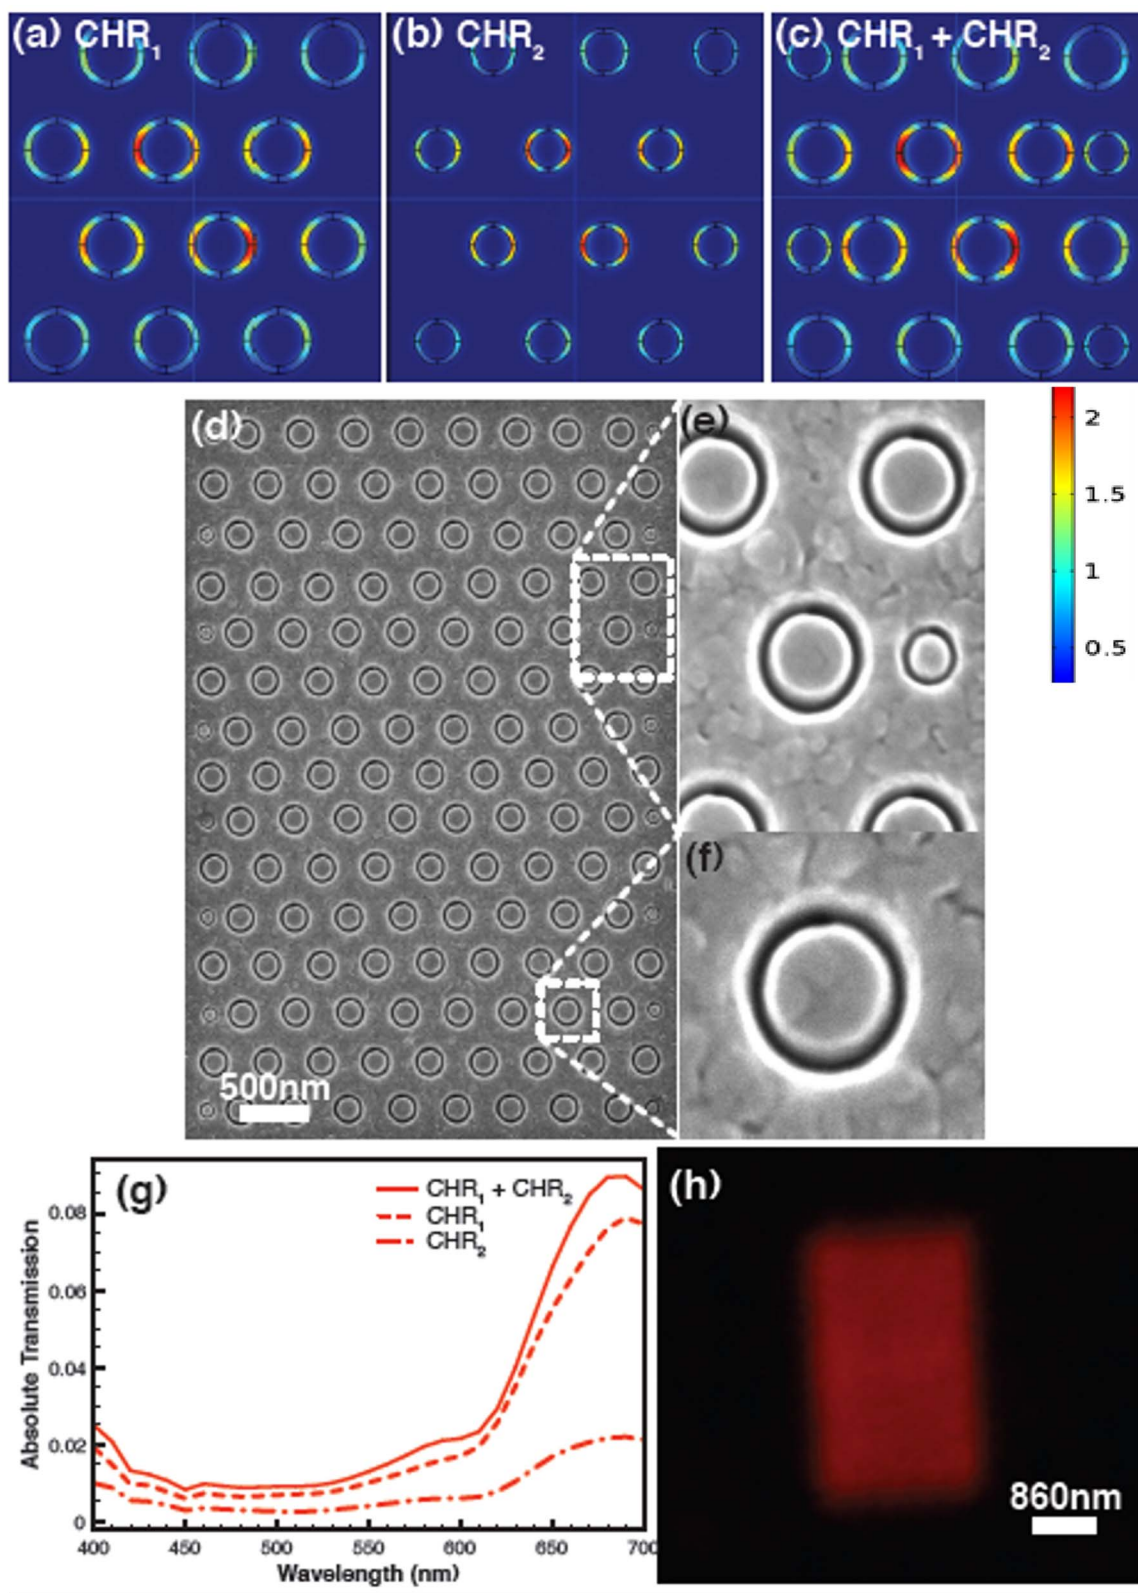 (a) CHR₁
(b) CHR₂
(c) CHR₁ + CHR₂
(d)
(e)
2
1.5
1
0.5
(f)
500nm
(g)
CHR₁ + CHR₂
CHR₁
CHR₂
Absolute Transmission
0.08
0.06
0.04
0.02
0
400
450
500
550
600
650
700
Wavelength (nm)
(h)
860nm